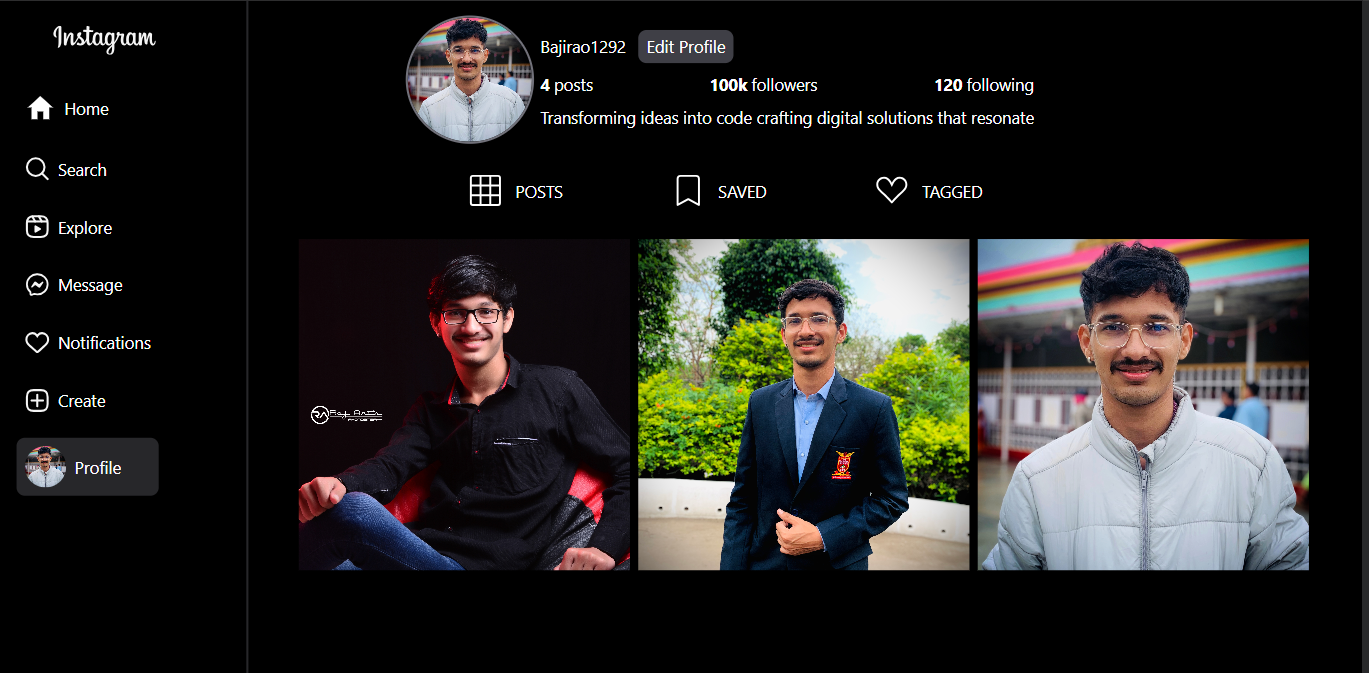 Instagram
Home
Search
Explore
Message
Notifications
Create
Profile
Bajirao1292 Edit Profile
4 posts 100k followers 120 following
Transforming ideas into code crafting digital solutions that resonate
POSTS SAVED TAGGED